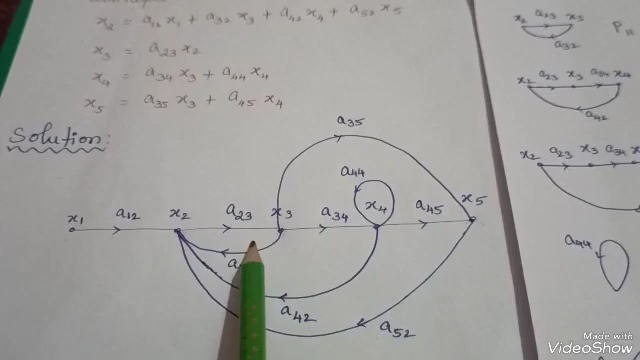 x2 = a12 x1 + a32 x3 + a42 x4 + a52 x5
x3 = a23 x2
x4 = a34 x3 + a44 x4
x5 = a35 x3 + a45 x4
Solution:
a35
a44
x1 a12 x2 a23 x3 a34 x4 a45 x5
a42
a52
x2 a23 x3
a32
P11
x2 a23 x3 a34 x4
a42
x2 a23 x3 a34
a44
Made with
VideoShow